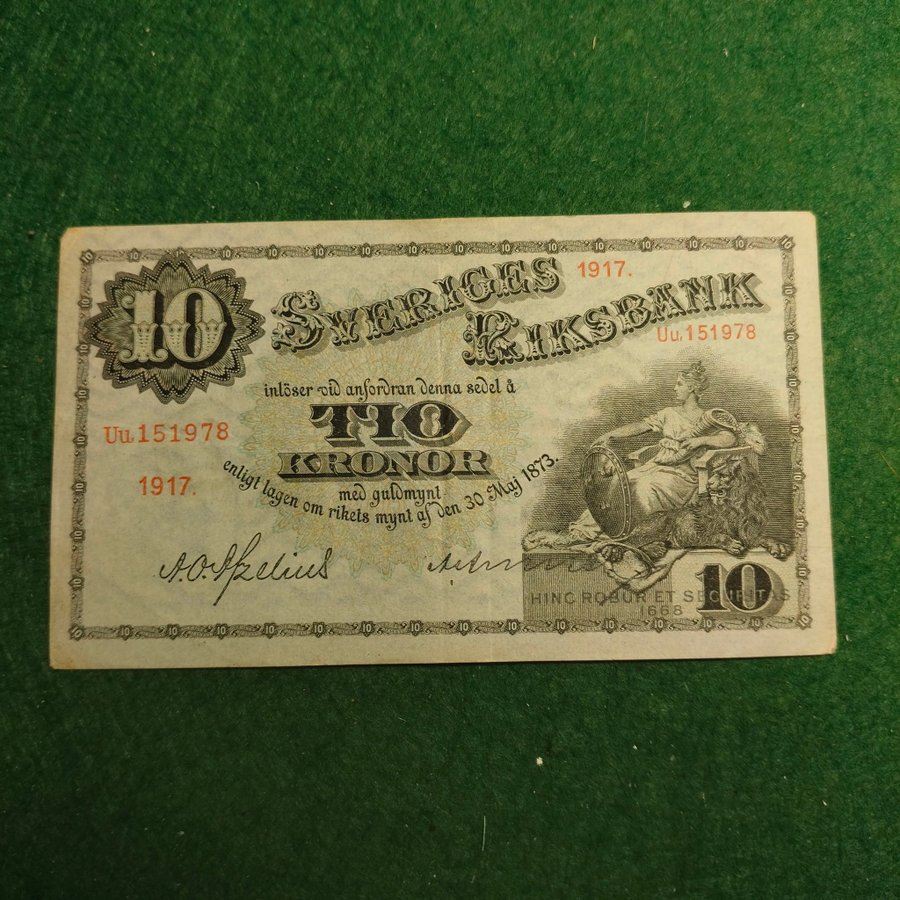 10
SVERIGES
1917.
RIKSBANK
Uu,151978
inlöser vid anfordran denna sedel å
TIO
KRONOR
Uu,151978
1917.
enligt lagen om rikets mynt af den 30 Maj 1873.
med guldmynt
10
HINC ROBUR ET SECURITAS
1668